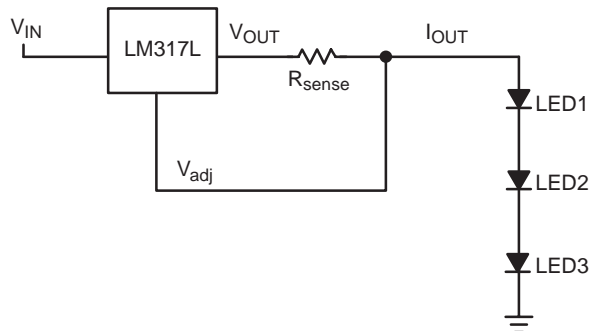 V_IN
LM317L
V_OUT
R_sense
I_OUT
V_adj
LED1
LED2
LED3